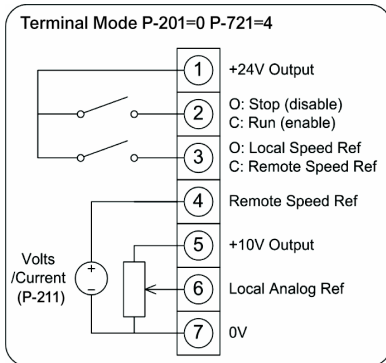 Terminal Mode P-201=0 P-721=4
1 +24V Output
2 O: Stop (disable)
C: Run (enable)
3 O: Local Speed Ref
C: Remote Speed Ref
4 Remote Speed Ref
5 +10V Output
Volts
/Current
(P-211)
+
−
6 Local Analog Ref
7 0V